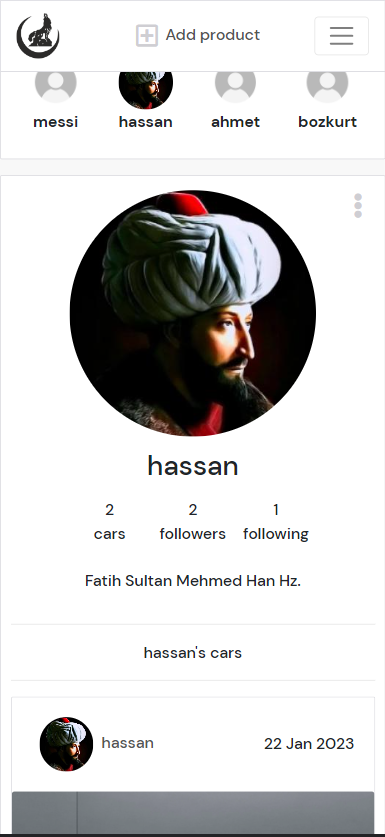 Add product
messi hassan ahmet bozkurt
hassan
2 2 1
cars followers following
Fatih Sultan Mehmed Han Hz.
hassan's cars
hassan 22 Jan 2023